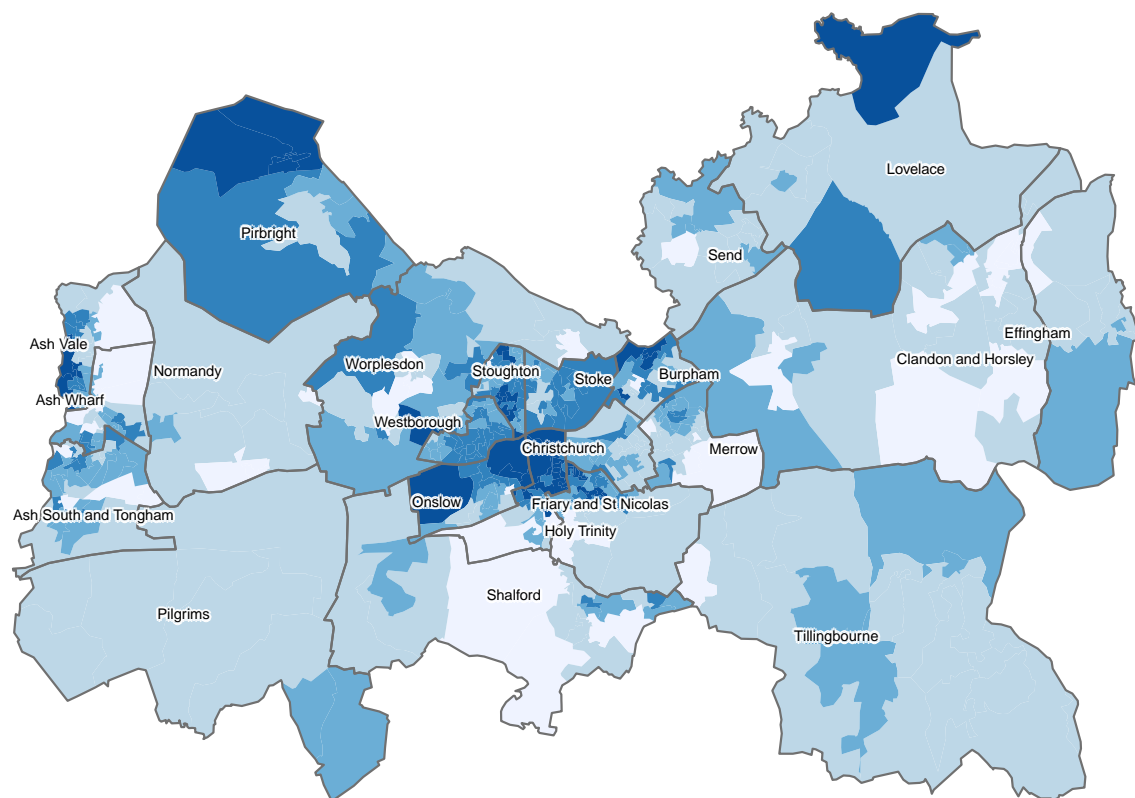 Lovelace
Pirbright
Send
Effingham
Ash Vale
Clandon and Horsley
Worplesdon
Normandy
Stoughton
Burpham
Stoke
Ash Wharf
Westborough
Christchurch
Merrow
Onslow
Friary and St Nicolas
Ash South and Tongham
Holy Trinity
Shalford
Pilgrims
Tillingbourne